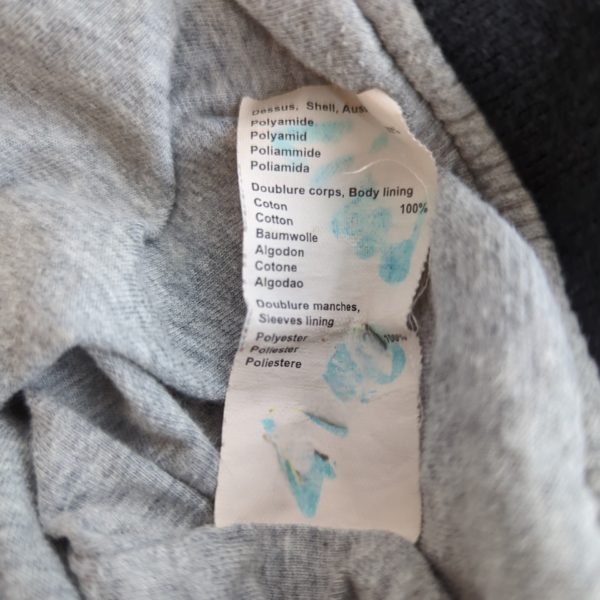 Dessus, Shell,
Polyamide
Polyamid
Poliammide
Poliamida
Doublure corps, Body lining
Coton 100%
Cotton
Baumwolle
Algodon
Cotone
Algodao
Doublure manches,
Sleeves lining
Polyester 100%
Poliester
Poliestere